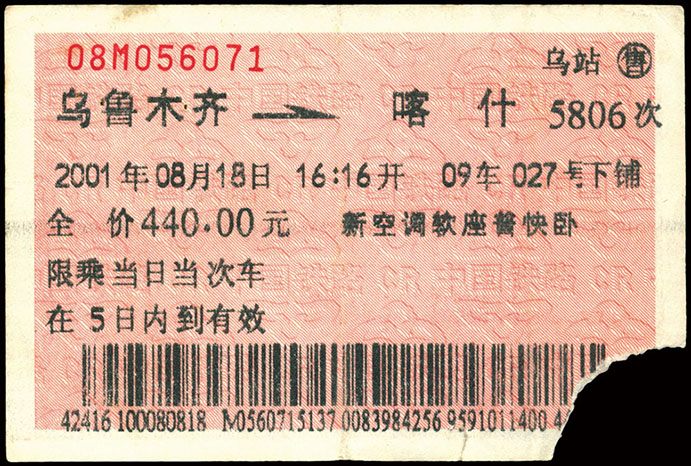 08M056071
乌站 售
乌鲁木齐 喀什 5806次
2001年08月18日 16:16开 09车 027号下铺
全 价440.00元 新空调软座普快卧
限乘当日当次车
在5日内到有效
42416 100080818 M0560715137 0083984256 9591011400 4